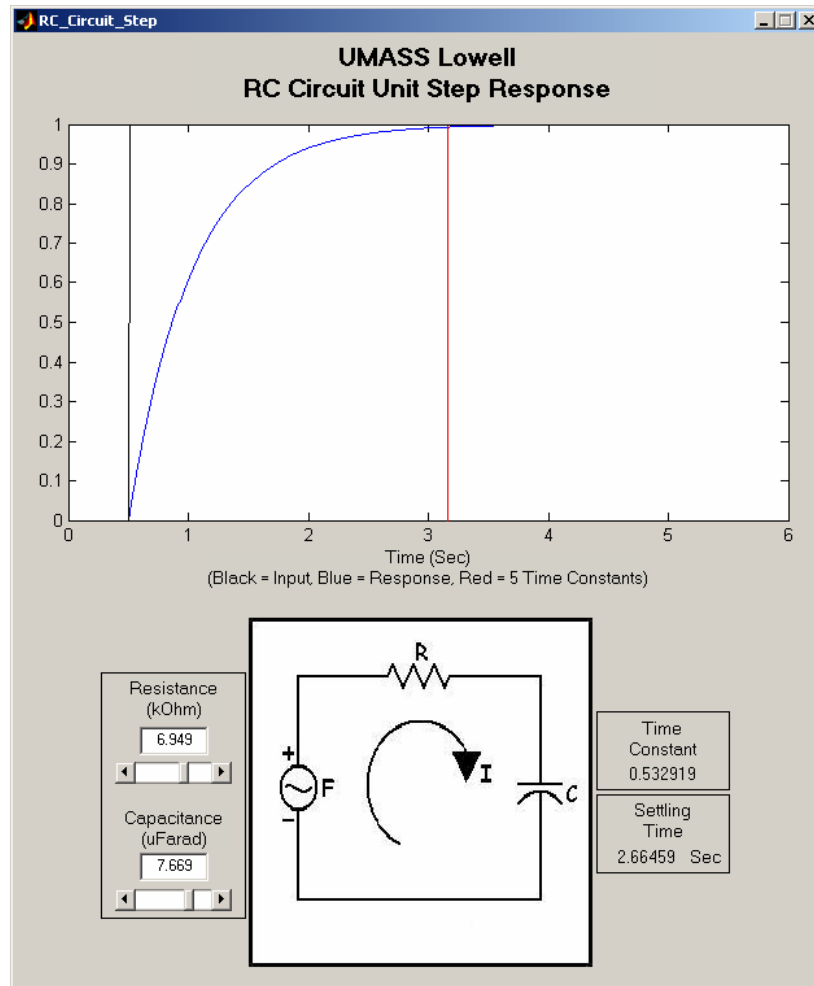 RC_Circuit_Step
UMASS Lowell
RC Circuit Unit Step Response
1
0.9
0.8
0.7
0.6
0.5
0.4
0.3
0.2
0.1
0
0 1 2 3 4 5 6
Time (Sec)
(Black = Input, Blue = Response, Red = 5 Time Constants)
Resistance
(kOhm)
6.949
Capacitance
(uFarad)
7.669
R
+
F
-
I
C
Time
Constant
0.532919
Settling
Time
2.66459 Sec